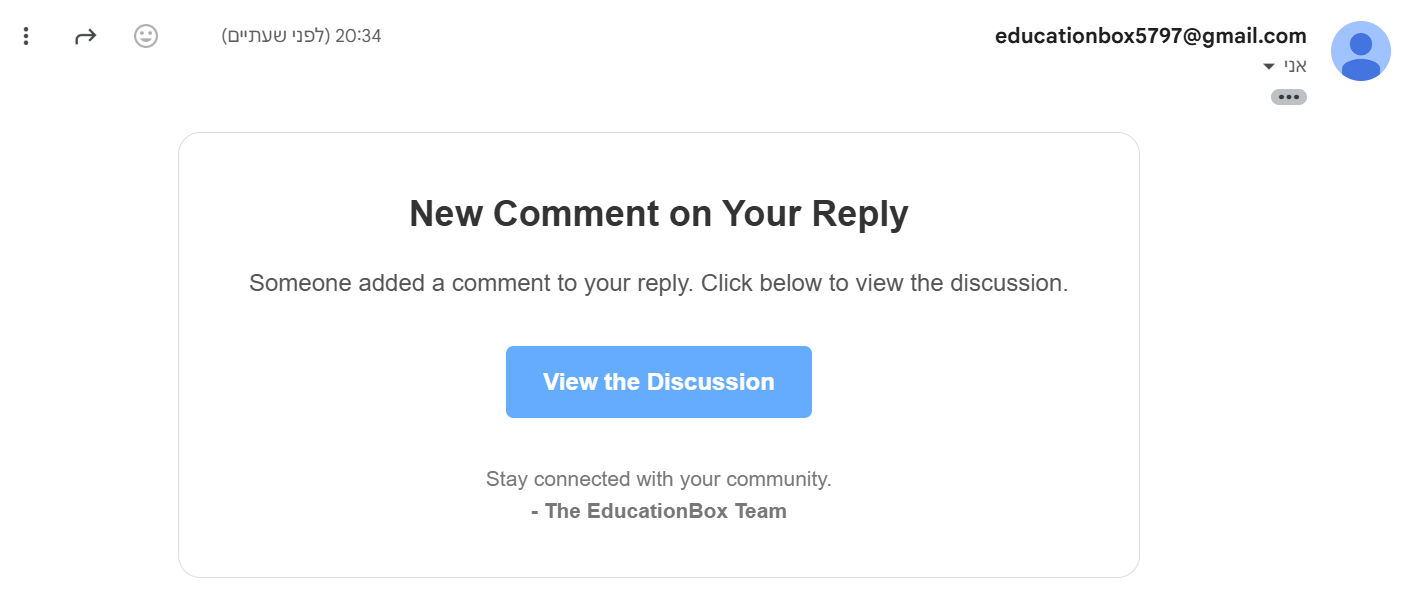 educationbox5797@gmail.com
20:34 (לפני שעתיים)
אני
New Comment on Your Reply
Someone added a comment to your reply. Click below to view the discussion.
View the Discussion
Stay connected with your community.
- The EducationBox Team